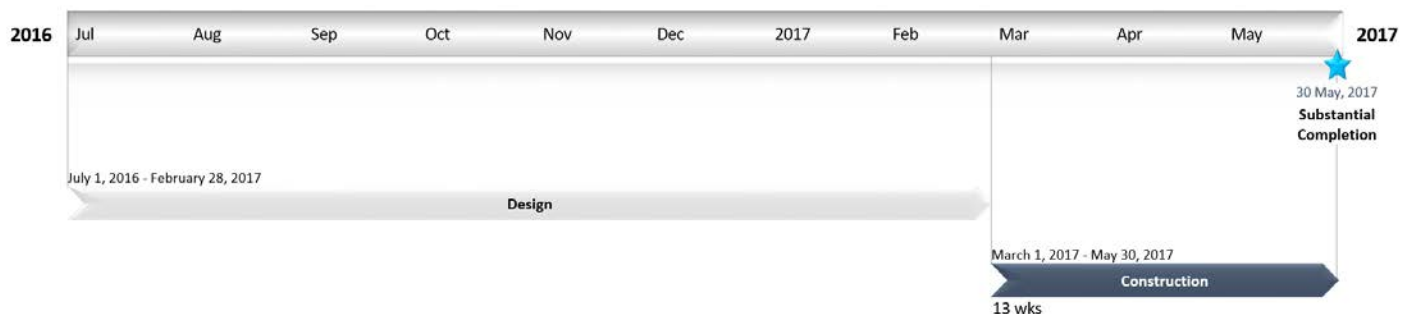 2016 Jul Aug Sep Oct Nov Dec 2017 Feb Mar Apr May 2017
30 May, 2017
Substantial
Completion
July 1, 2016 - February 28, 2017
Design
March 1, 2017 - May 30, 2017
Construction
13 wks